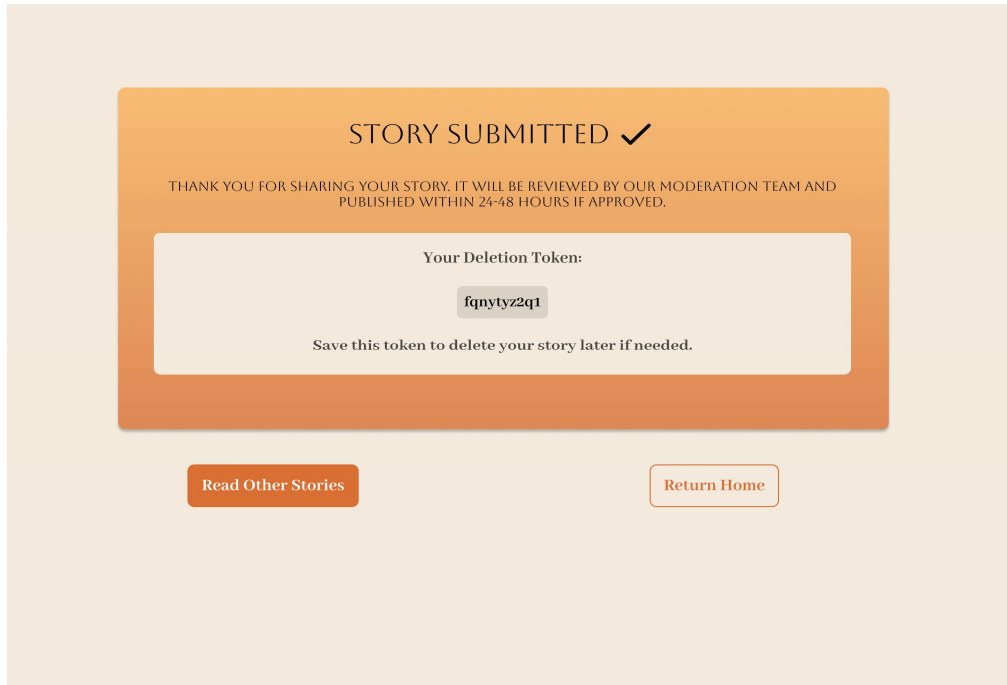 STORY SUBMITTED
THANK YOU FOR SHARING YOUR STORY. IT WILL BE REVIEWED BY OUR MODERATION TEAM AND
PUBLISHED WITHIN 24-48 HOURS IF APPROVED.
Your Deletion Token:
fqnytyz2q1
Save this token to delete your story later if needed.
Read Other Stories
Return Home